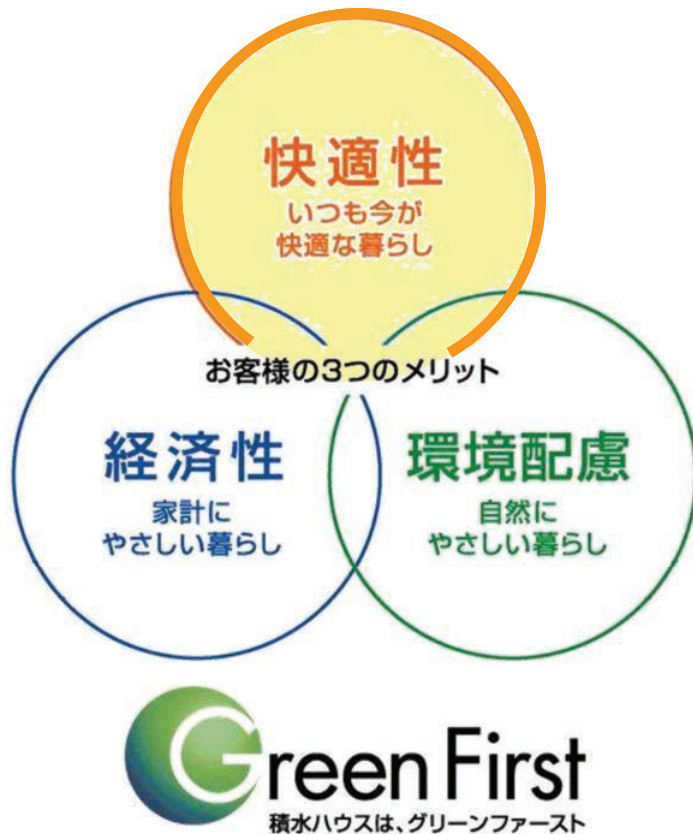 快適性
いつも今が
快適な暮らし
お客様の3つのメリット
経済性
家計に
やさしい暮らし
環境配慮
自然に
やさしい暮らし
Green First
積水ハウスは、グリーンファースト